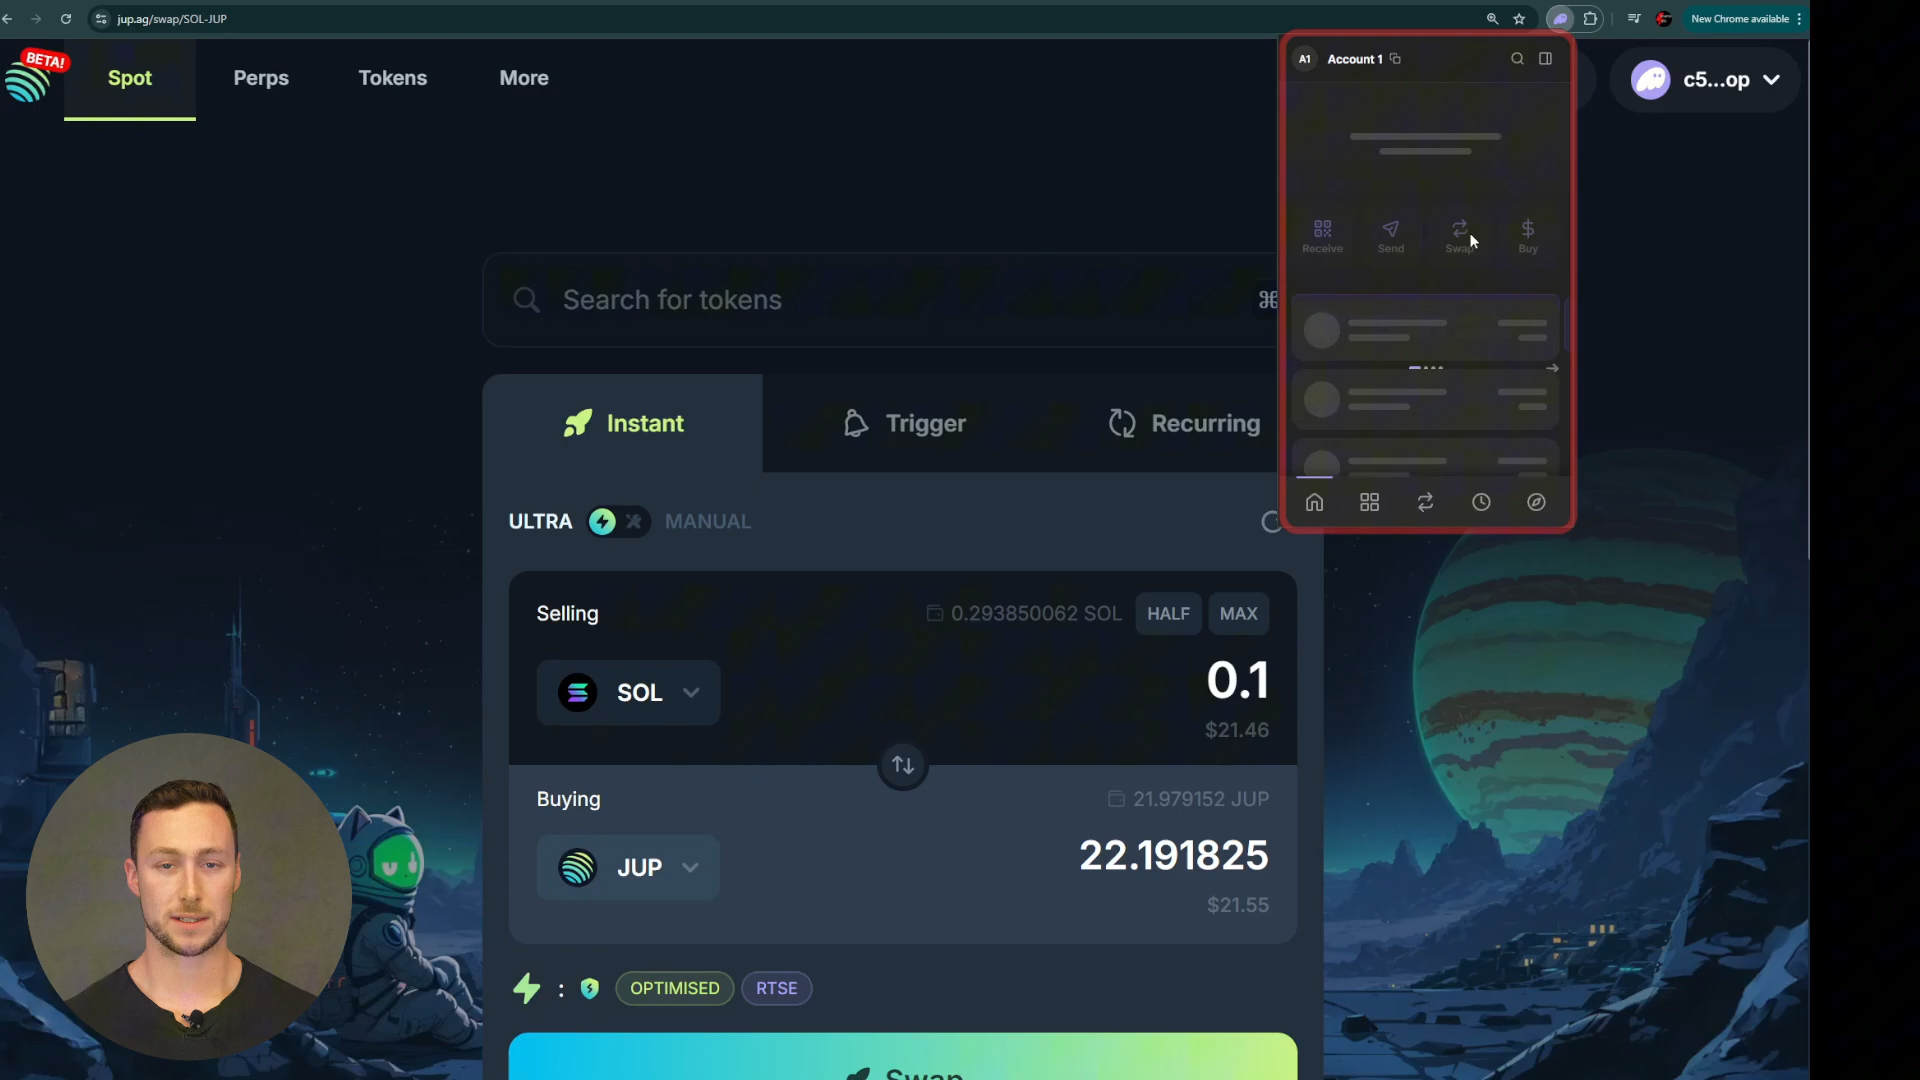 jup.ag/swap/SOL-JUP
New Chrome available
BETA!
Spot
Perps
Tokens
More
A1
Account 1
c5...op
Receive
Send
Swap
Buy
Search for tokens
⌘
Instant
Trigger
Recurring
ULTRA
MANUAL
Selling
0.293850062 SOL
HALF
MAX
SOL
0.1
$21.46
Buying
21.979152 JUP
JUP
22.191825
$21.55
:
OPTIMISED
RTSE
Swap